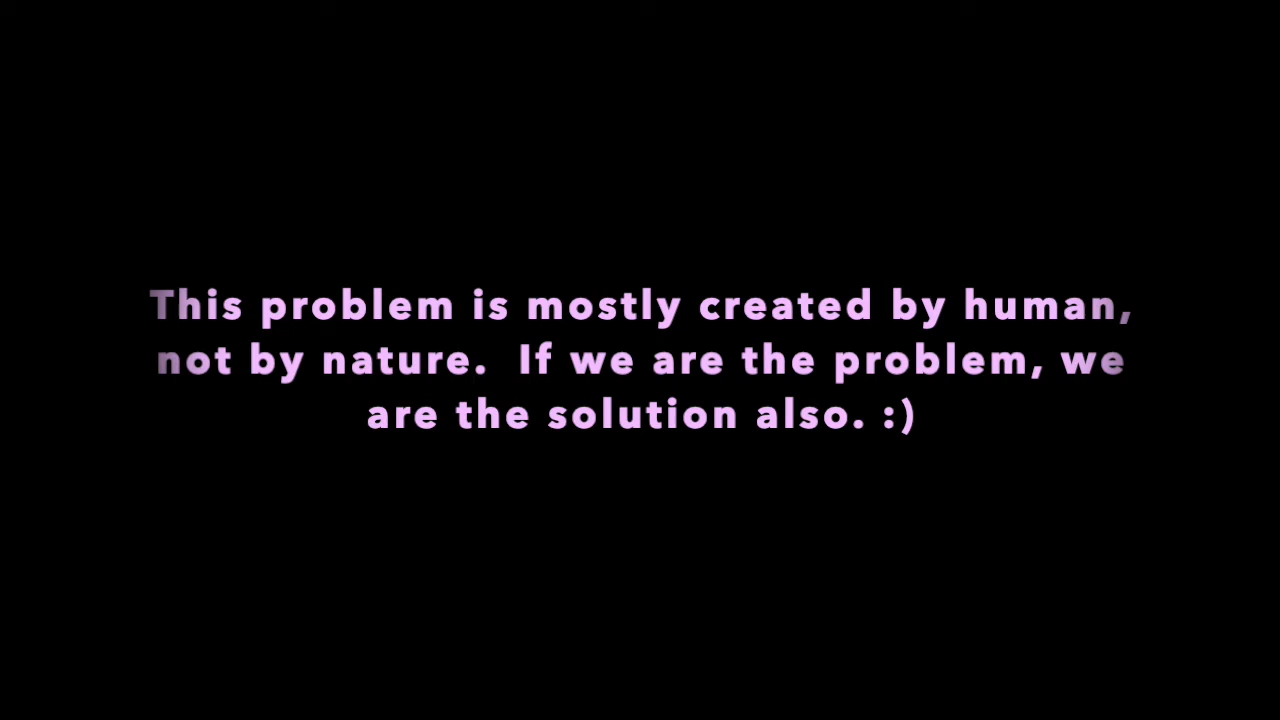 This problem is mostly created by human,
not by nature.  If we are the problem, we
are the solution also. :)